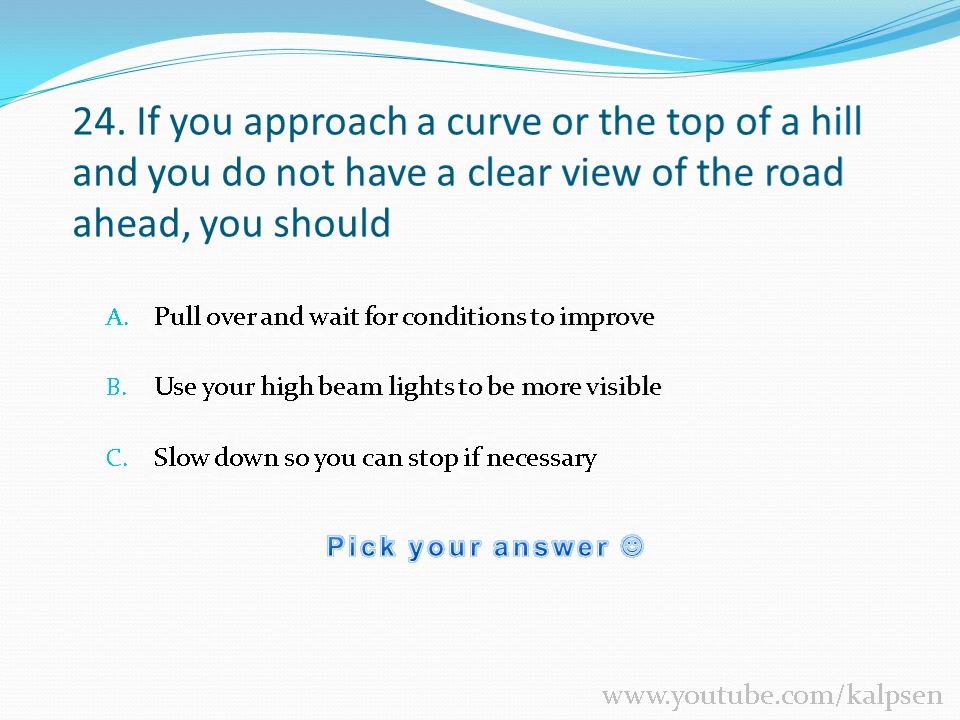 24. If you approach a curve or the top of a hill
and you do not have a clear view of the road
ahead, you should
A. Pull over and wait for conditions to improve
B. Use your high beam lights to be more visible
C. Slow down so you can stop if necessary
Pick your answer ☺
www.youtube.com/kalpsen